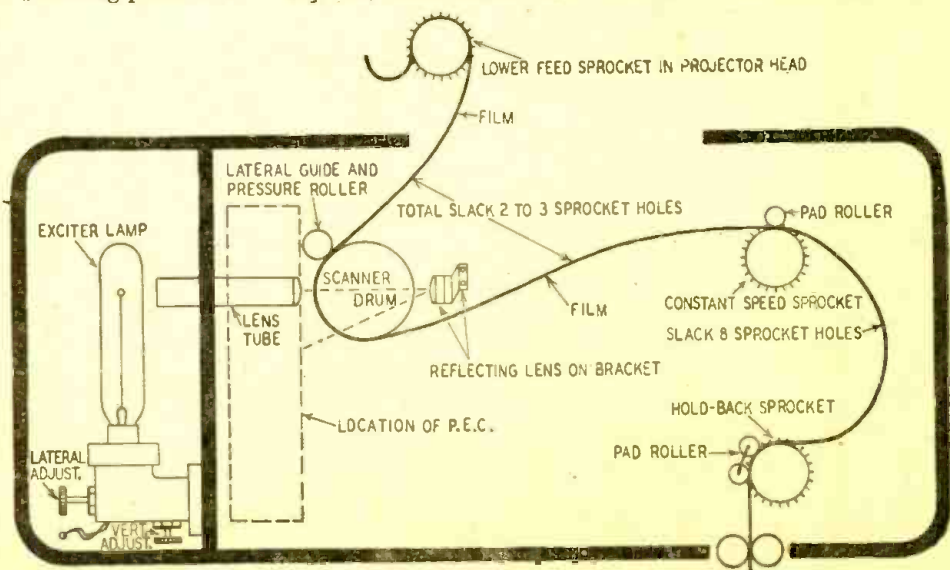 LOWER FEED SPROCKET IN PROJECTOR HEAD
FILM
LATERAL GUIDE AND
PRESSURE ROLLER
TOTAL SLACK 2 TO 3 SPROCKET HOLES
PAD ROLLER
EXCITER LAMP
SCANNER
DRUM
LENS
TUBE
FILM
CONSTANT SPEED SPROCKET
SLACK 8 SPROCKET HOLES
REFLECTING LENS ON BRACKET
HOLD-BACK SPROCKET
LOCATION OF P.E.C.
PAD ROLLER
LATERAL
ADJUST.
VERT.
ADJUST.